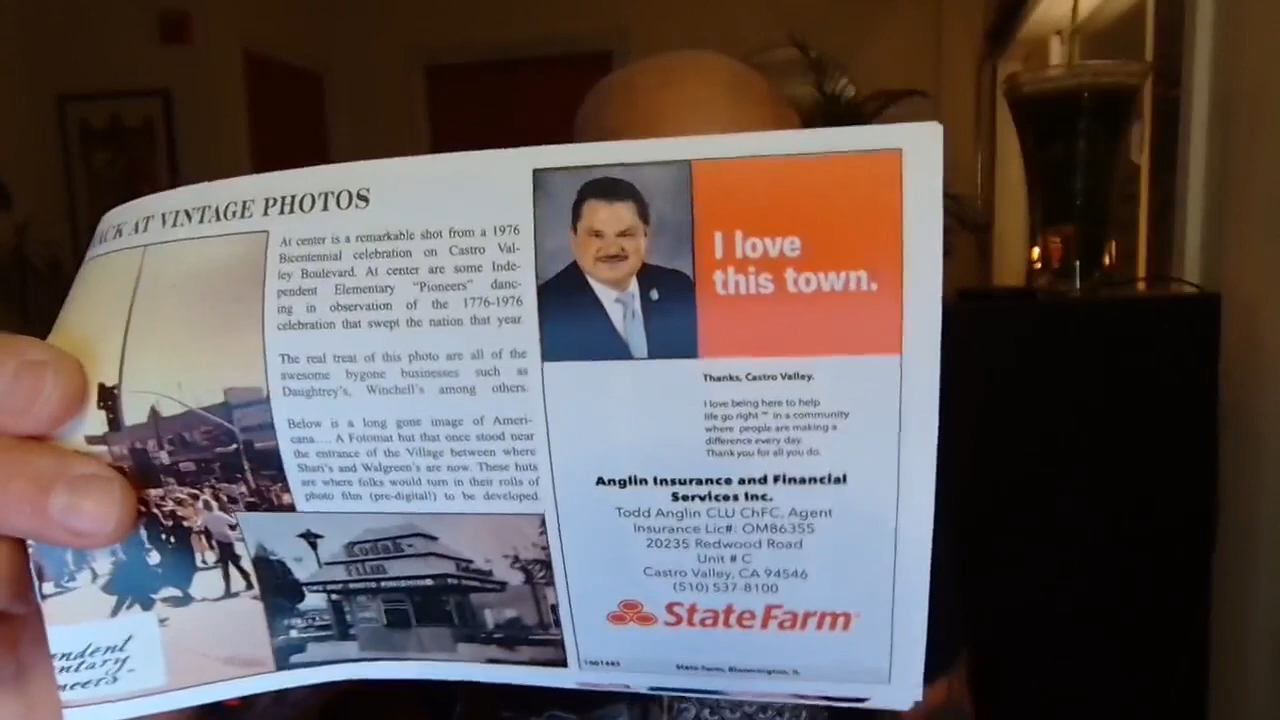 ACK AT VINTAGE PHOTOS
At center is a remarkable shot from a 1976
Bicentennial celebration on Castro Val-
ley Boulevard. At center are some Inde-
pendent Elementary "Pioneers" danc-
ing in observation of the 1776-1976
celebration that swept the nation that year.
The real treat of this photo are all of the
awesome bygone businesses such as
Daughtrey's, Winchell's among others.
Below is a long gone image of Ameri-
cana.... A Fotomat hut that once stood near
the entrance of the Village between where
Shari's and Walgreen's are now. These huts
are where folks would turn in their rolls of
photo film (pre-digital!) to be developed.
ndent
ntary
neers-
Kodak
Film
PHOTO FINISHING
I love
this town.
Thanks, Castro Valley.
I love being here to help
life go right ™ in a community
where people are making a
difference every day.
Thank you for all you do.
Anglin Insurance and Financial
Services Inc.
Todd Anglin CLU ChFC, Agent
Insurance Lic#: OM86355
20235 Redwood Road
Unit # C
Castro Valley, CA 94546
(510) 537-8100
StateFarm
1001485
State Farm, Bloomington, IL